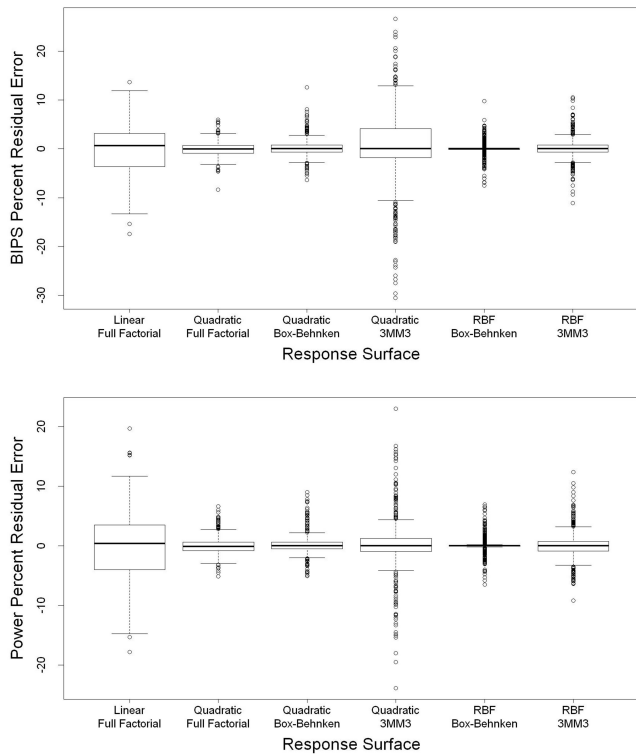 BIPS Percent Residual Error
20
10
0
-10
-20
-30
Linear Full Factorial
Quadratic Full Factorial
Quadratic Box-Behnken
Quadratic 3MM3
RBF Box-Behnken
RBF 3MM3
Response Surface
Power Percent Residual Error
20
10
0
-10
-20
Linear Full Factorial
Quadratic Full Factorial
Quadratic Box-Behnken
Quadratic 3MM3
RBF Box-Behnken
RBF 3MM3
Response Surface